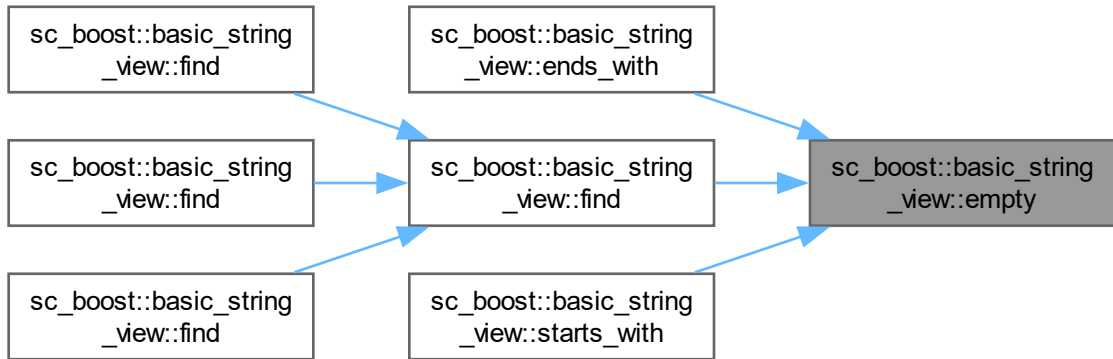 sc_boost::basic_string
_view::find
sc_boost::basic_string
_view::find
sc_boost::basic_string
_view::find
sc_boost::basic_string
_view::ends_with
sc_boost::basic_string
_view::find
sc_boost::basic_string
_view::starts_with
sc_boost::basic_string
_view::empty